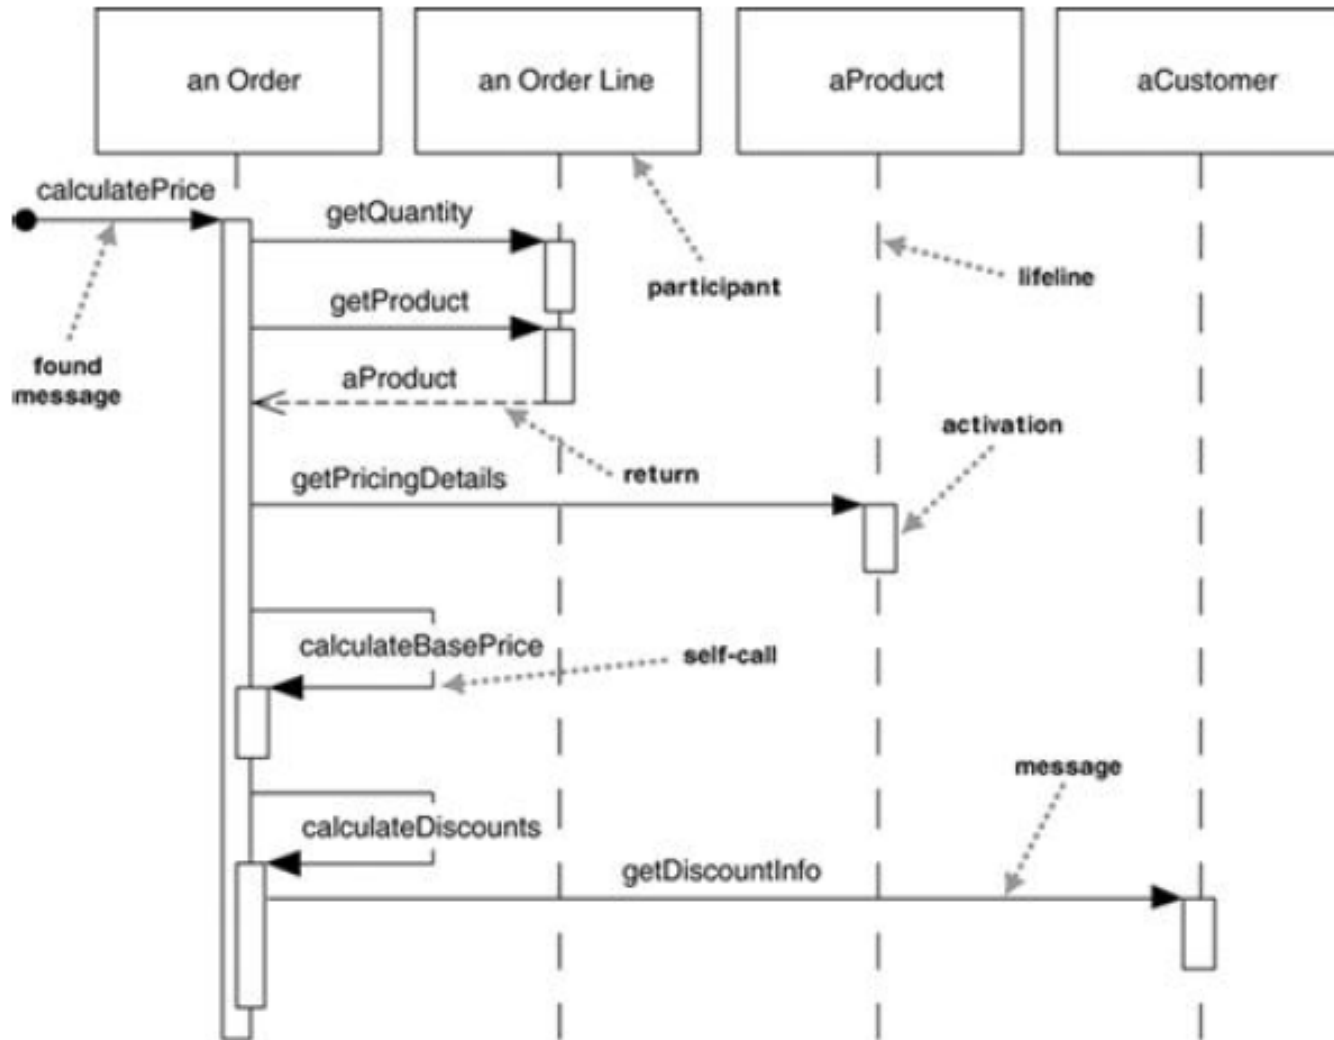 an Order
an Order Line
aProduct
aCustomer
calculatePrice
getQuantity
participant
lifeline
getProduct
found
message
aProduct
activation
return
getPricingDetails
calculateBasePrice
self-call
message
calculateDiscounts
getDiscountInfo